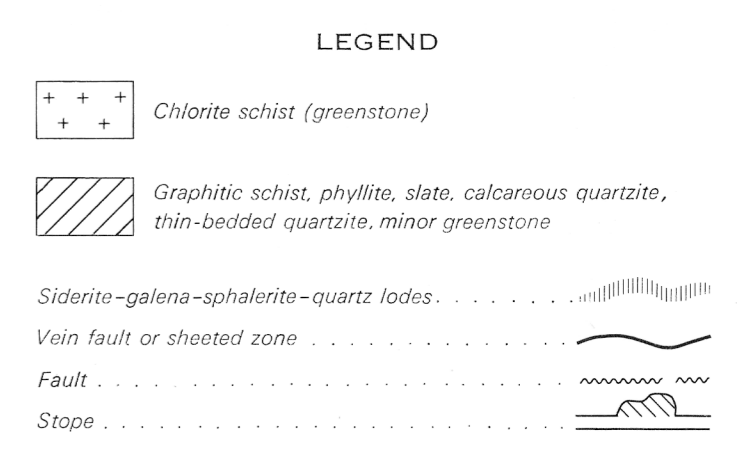 LEGEND
Chlorite schist (greenstone)
Graphitic schist, phyllite, slate, calcareous quartzite,
thin-bedded quartzite, minor greenstone
Siderite-galena-sphalerite-quartz lodes
Vein fault or sheeted zone
Fault
Stope